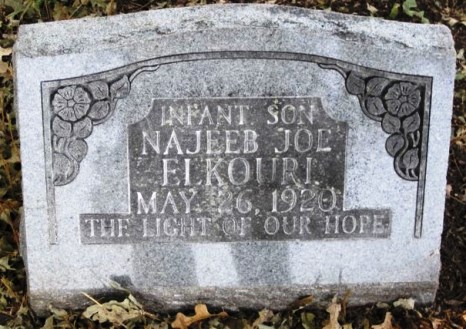 INFANT SON
NAJEEB JOE
ELKOURI
MAY 26, 1920
THE LIGHT OF OUR HOPE